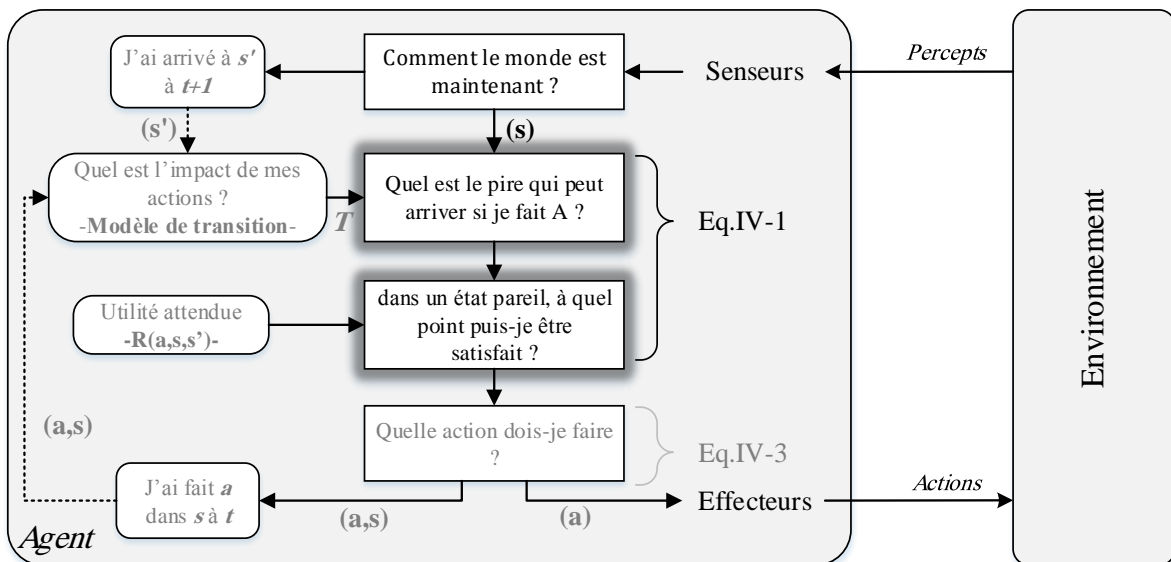 J'ai arrivé à s'
à t+1
Comment le monde est
maintenant ?
Senseurs
Percepts
(s')
(s)
Quel est l'impact de mes
actions ?
-Modèle de transition-
T
Quel est le pire qui peut
arriver si je fait A ?
Eq.IV-1
Utilité attendue
-R(a,s,s')-
dans un état pareil, à quel
point puis-je être
satisfait ?
Environnement
(a,s)
Quelle action dois-je faire
?
Eq.IV-3
J'ai fait a
dans s à t
(a,s)
(a)
Effecteurs
Actions
Agent